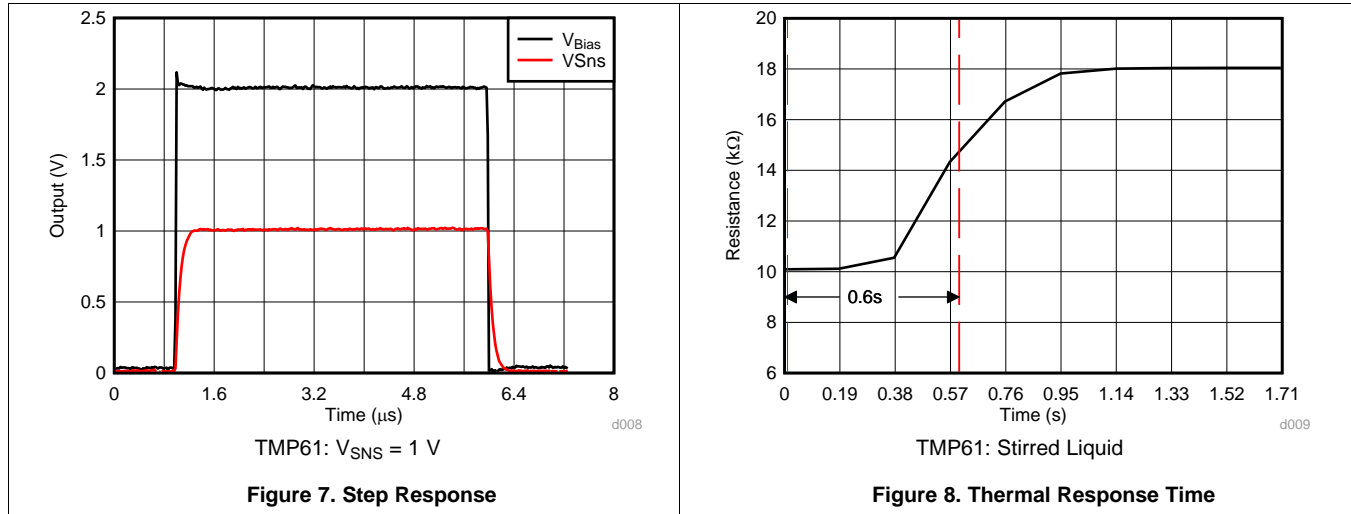 2.5
2
1.5
1
0.5
0
Output (V)
V_Bias
VSns
0 1.6 3.2 4.8 6.4 8
Time (μs)
d008
TMP61: V_SNS = 1 V
Figure 7. Step Response
20
18
16
14
12
10
8
6
Resistance (kΩ)
0.6s
0 0.19 0.38 0.57 0.76 0.95 1.14 1.33 1.52 1.71
Time (s)
d009
TMP61: Stirred Liquid
Figure 8. Thermal Response Time